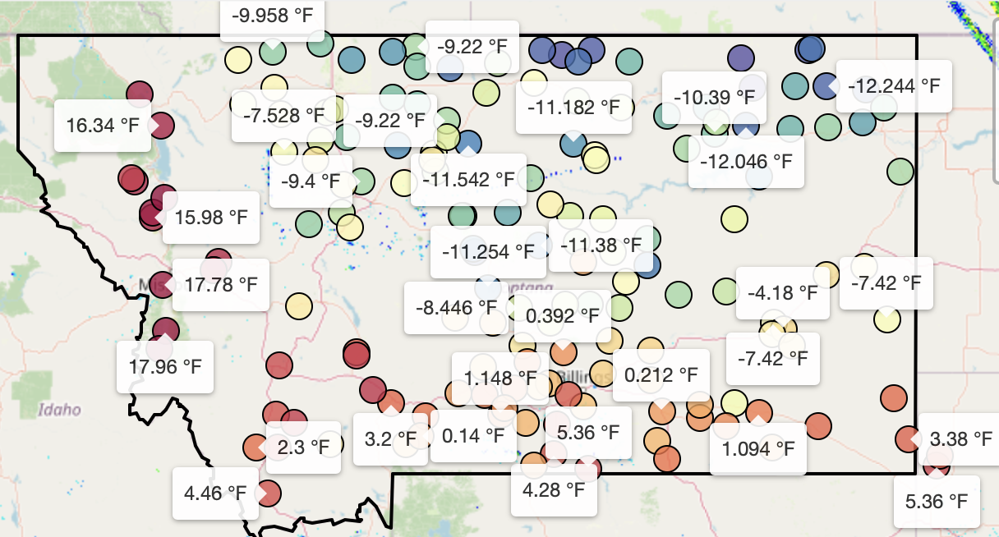 -9.958 °F
-9.22 °F
-12.244 °F
-10.39 °F
-11.182 °F
-7.528 °F
-9.22 °F
16.34 °F
-12.046 °F
-9.4 °F
-11.542 °F
15.98 °F
-11.254 °F
-11.38 °F
17.78 °F
-4.18 °F
-7.42 °F
-8.446 °F
0.392 °F
-7.42 °F
17.96 °F
1.148 °F
Billings
0.212 °F
Idaho
3.2 °F
0.14 °F
5.36 °F
3.38 °F
2.3 °F
1.094 °F
4.46 °F
4.28 °F
5.36 °F